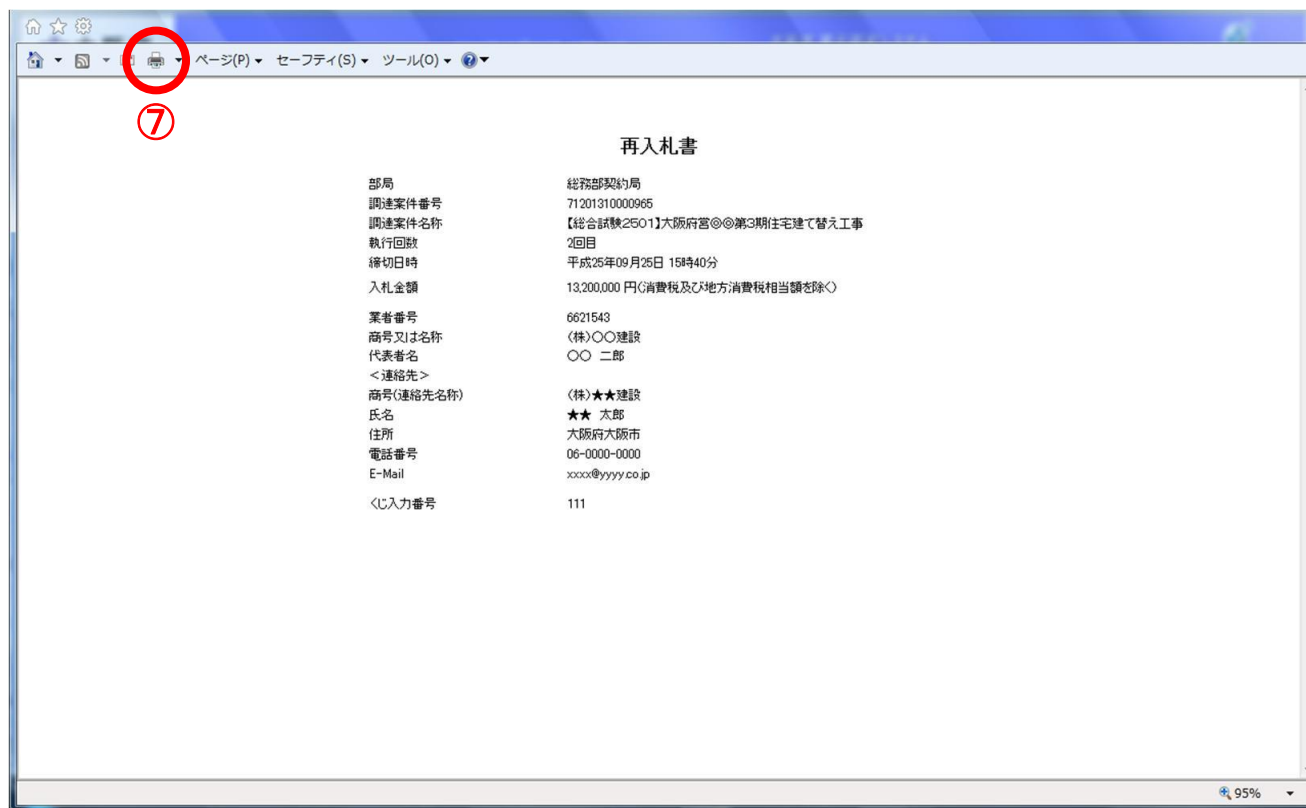 ページ(P) セーフティ(S) ツール(O)
⑦
再入札書
部局 総務部契約局
調達案件番号 71201310000965
調達案件名称 【総合試験2501】大阪府営◎◎第3期住宅建て替え工事
執行回数 2回目
締切日時 平成25年09月25日 15時40分
入札金額 13,200,000 円(消費税及び地方消費税相当額を除く)
業者番号 6621543
商号又は名称 (株)〇〇建設
代表者名 〇〇 二郎
<連絡先>
商号(連絡先名称) (株)★★建設
氏名 ★★ 太郎
住所 大阪府大阪市
電話番号 06-0000-0000
E-Mail xxxx@yyyy.co.jp
くじ入力番号 111
95%